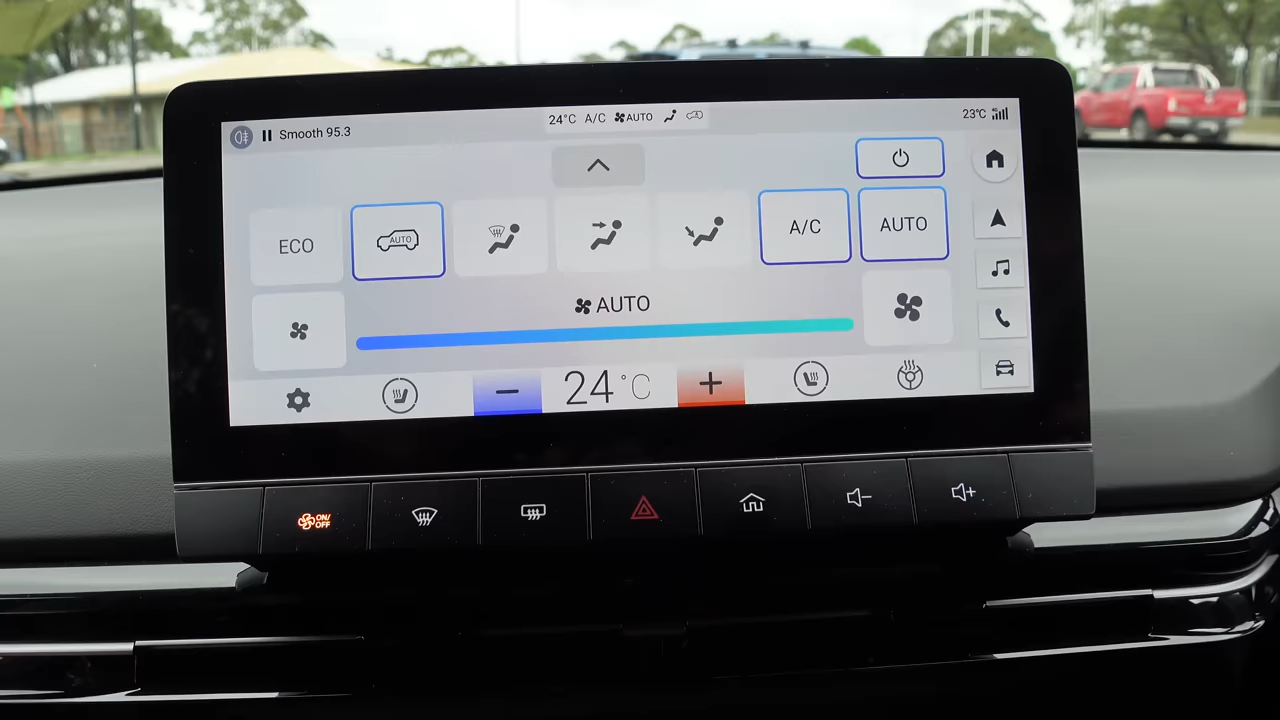 Smooth 95.3
24°C A/C AUTO
23°C
ECO
AUTO
A/C
AUTO
AUTO
− 24°C +
ON/
OFF